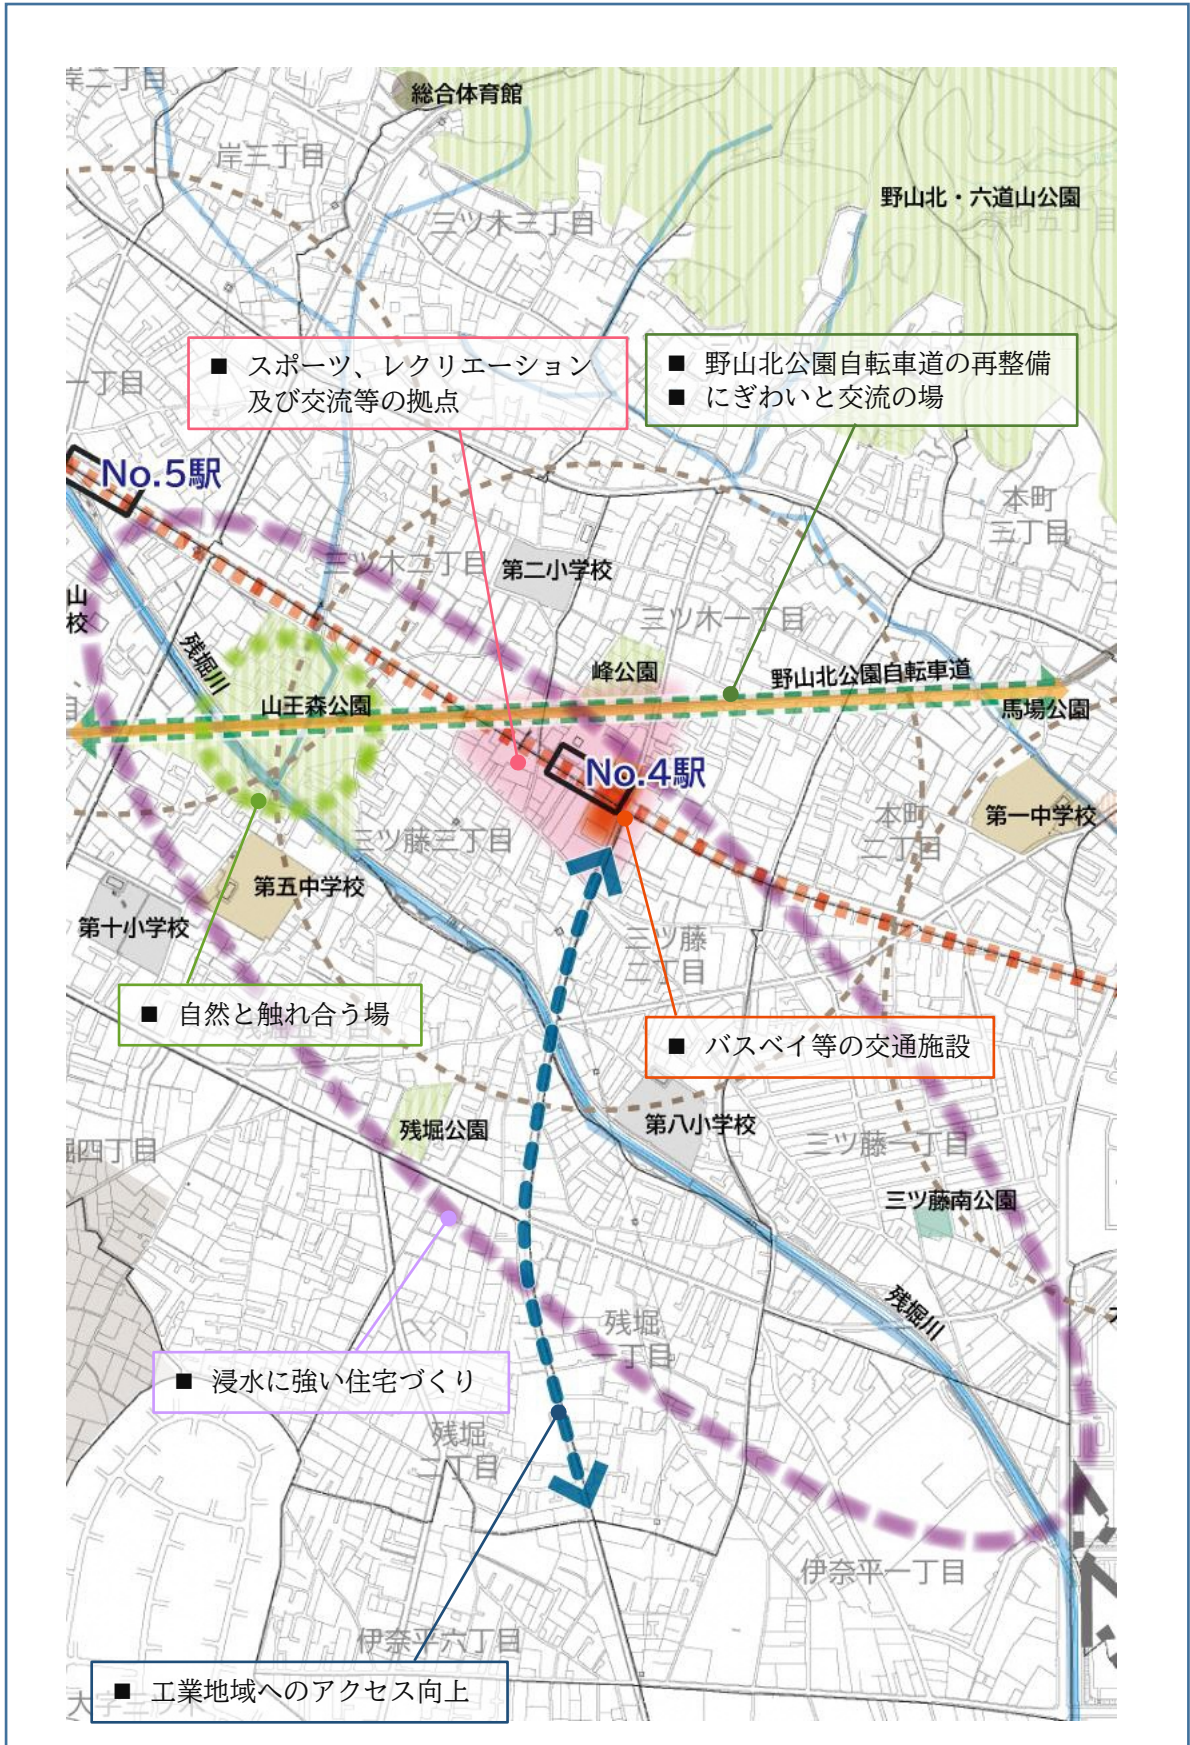 岸二丁目
総合体育館
岸三丁目
三ツ木三丁目
野山北・六道山公園
■ スポーツ、レクリエーション
及び交流等の拠点
■ 野山北公園自転車道の再整備
■ にぎわいと交流の場
一丁目
No.5駅
本町
三丁目
三ツ木二丁目
第二小学校
山
校
三ツ木一丁目
残堀川
峰公園
野山北公園自転車道
山王森公園
馬場公園
目
No.4駅
本町
二丁目
第一中学校
三ツ藤三丁目
第五中学校
第十小学校
三ツ藤
二丁目
■ 自然と触れ合う場
■ バスベイ等の交通施設
残堀公園
第八小学校
堀四丁目
三ツ藤一丁目
三ツ藤南公園
残堀川
残堀
一丁目
■ 浸水に強い住宅づくり
残堀
二丁目
伊奈平一丁目
伊奈平六丁目
■ 工業地域へのアクセス向上